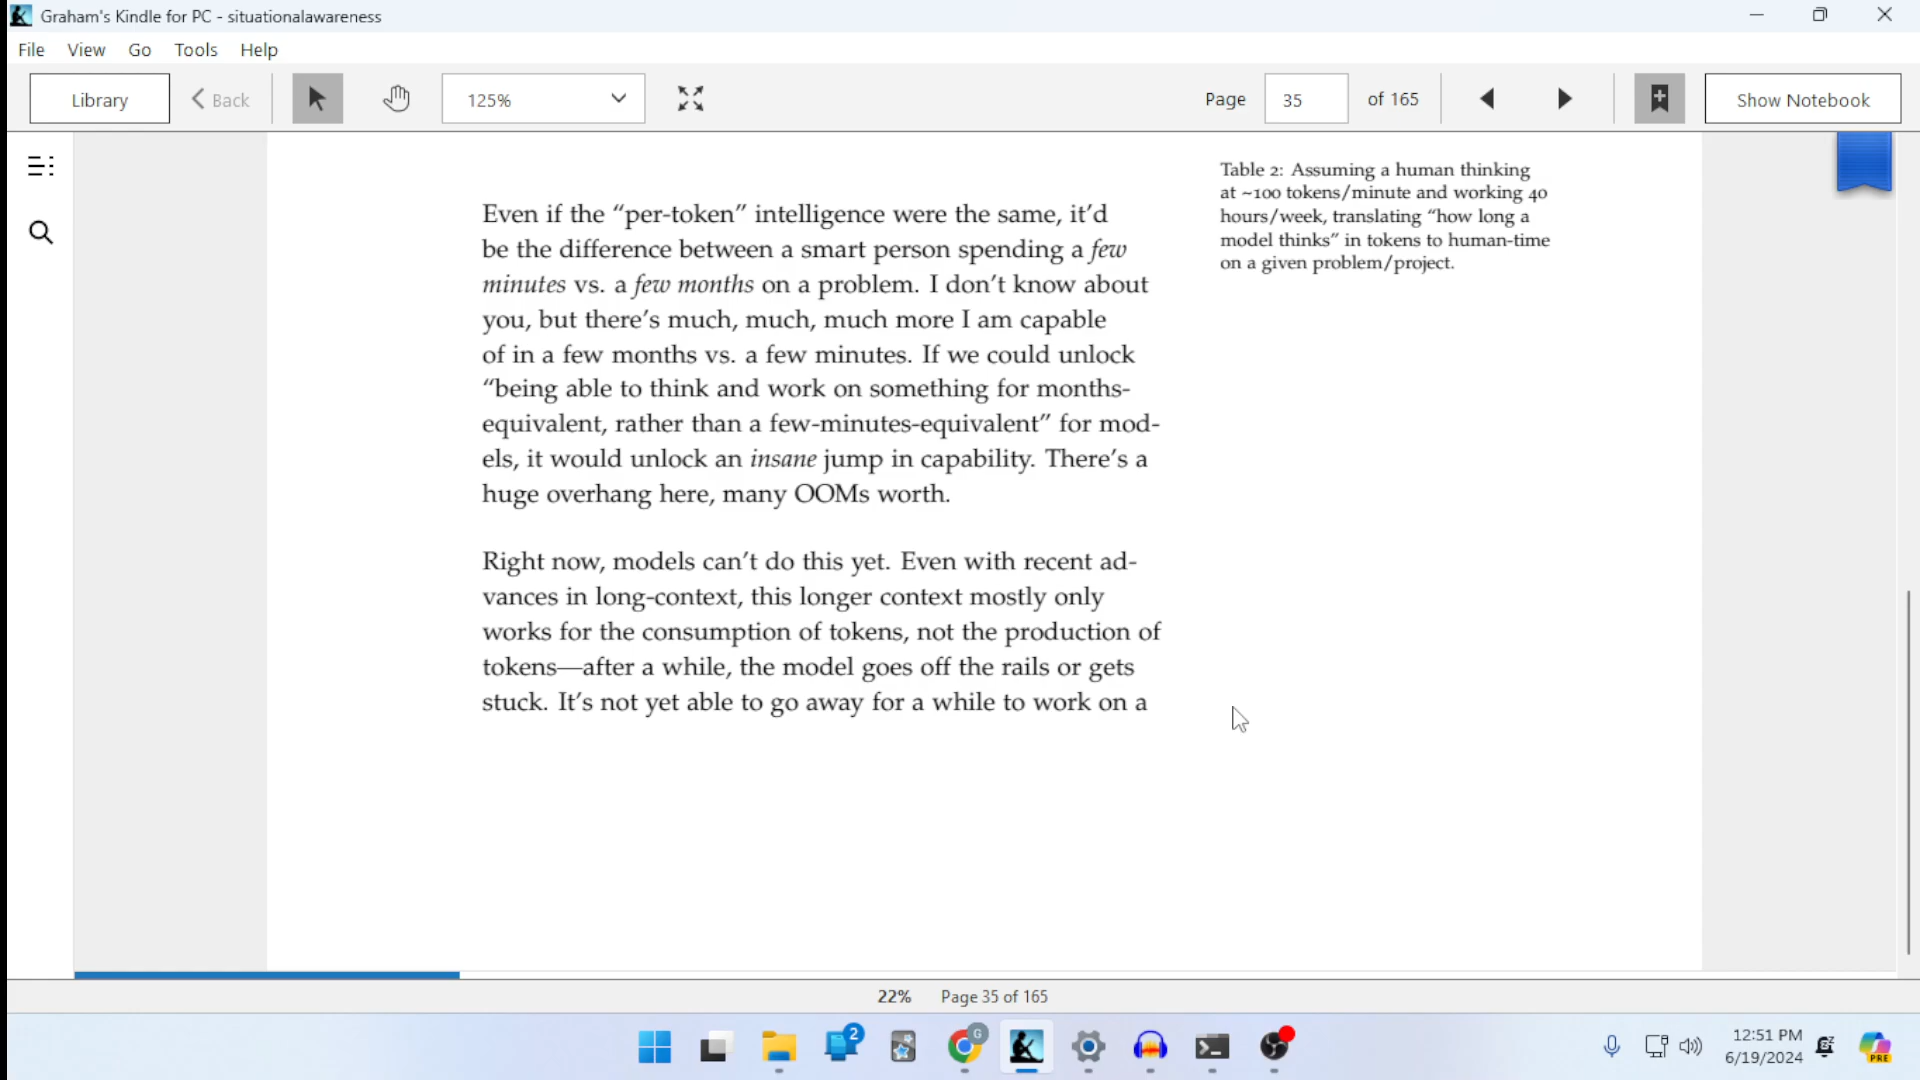 Graham's Kindle for PC - situationalawareness
File View Go Tools Help
Library
Back
125%
Page 35 of 165
Show Notebook
Even if the “per-token” intelligence were the same, it’d
be the difference between a smart person spending a few
minutes vs. a few months on a problem. I don’t know about
you, but there’s much, much, much more I am capable
of in a few months vs. a few minutes. If we could unlock
“being able to think and work on something for months-
equivalent, rather than a few-minutes-equivalent” for mod-
els, it would unlock an insane jump in capability. There’s a
huge overhang here, many OOMs worth.
Right now, models can’t do this yet. Even with recent ad-
vances in long-context, this longer context mostly only
works for the consumption of tokens, not the production of
tokens—after a while, the model goes off the rails or gets
stuck. It’s not yet able to go away for a while to work on a
Table 2: Assuming a human thinking
at ~100 tokens/minute and working 40
hours/week, translating “how long a
model thinks” in tokens to human-time
on a given problem/project.
22% Page 35 of 165
2
G
12:51 PM
6/19/2024
PRE